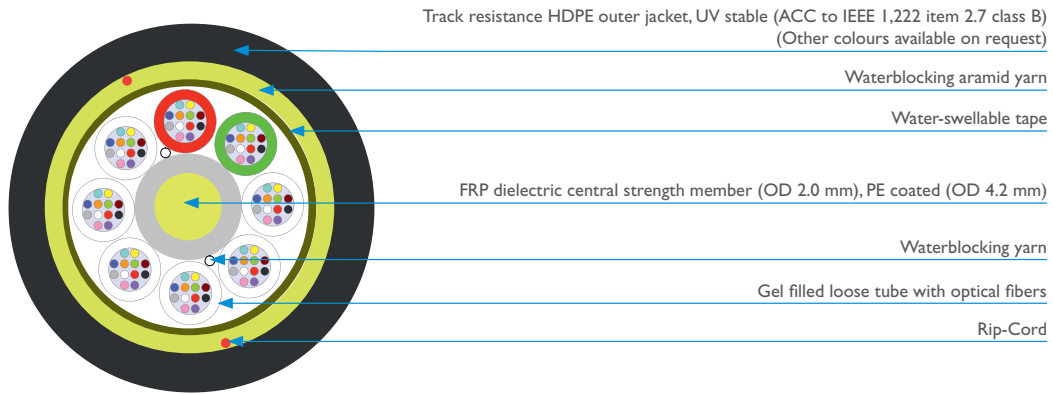 Track resistance HDPE outer jacket, UV stable (ACC to IEEE 1,222 item 2.7 class B)
(Other colours available on request)
Waterblocking aramid yarn
Water-swellable tape
FRP dielectric central strength member (OD 2.0 mm), PE coated (OD 4.2 mm)
Waterblocking yarn
Gel filled loose tube with optical fibers
Rip-Cord